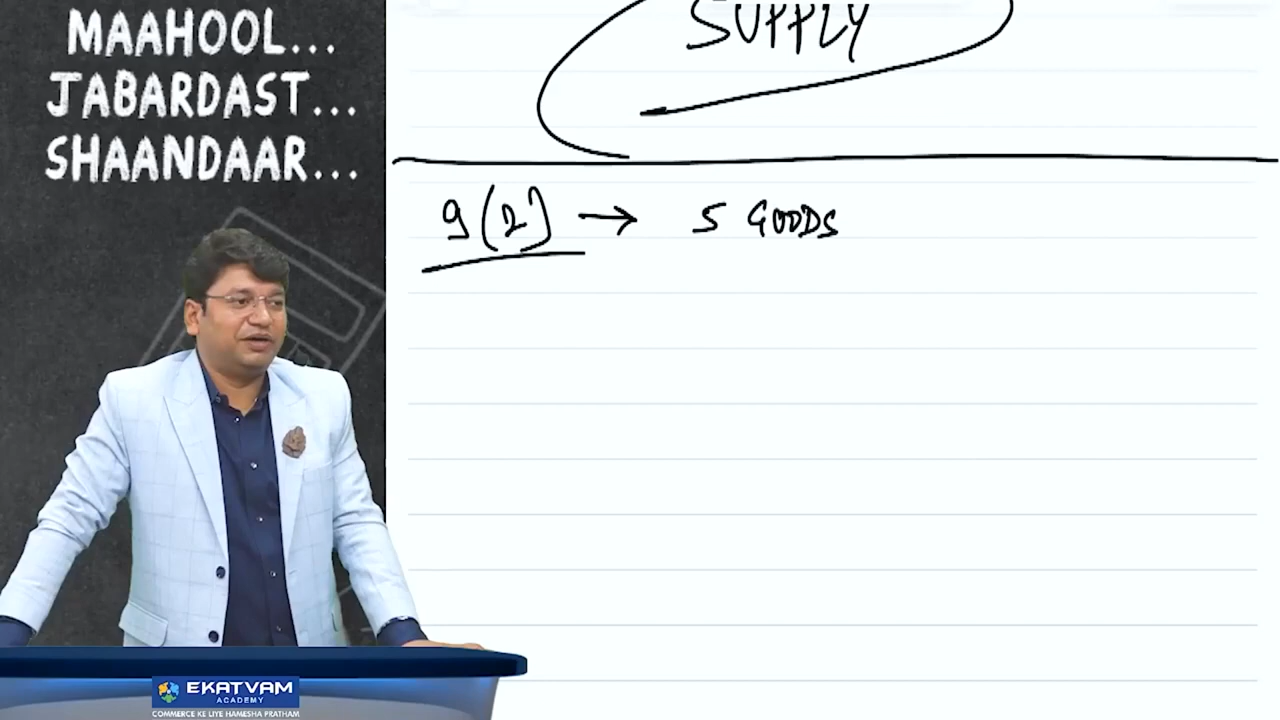 MAAHOOL...
JABARDAST...
SHAANDAAR...
SUPPLY
9(2) → 5 GOODS
EKATVAM
ACADEMY
COMMERCE KE LIYE HAMESHA PRATHAM